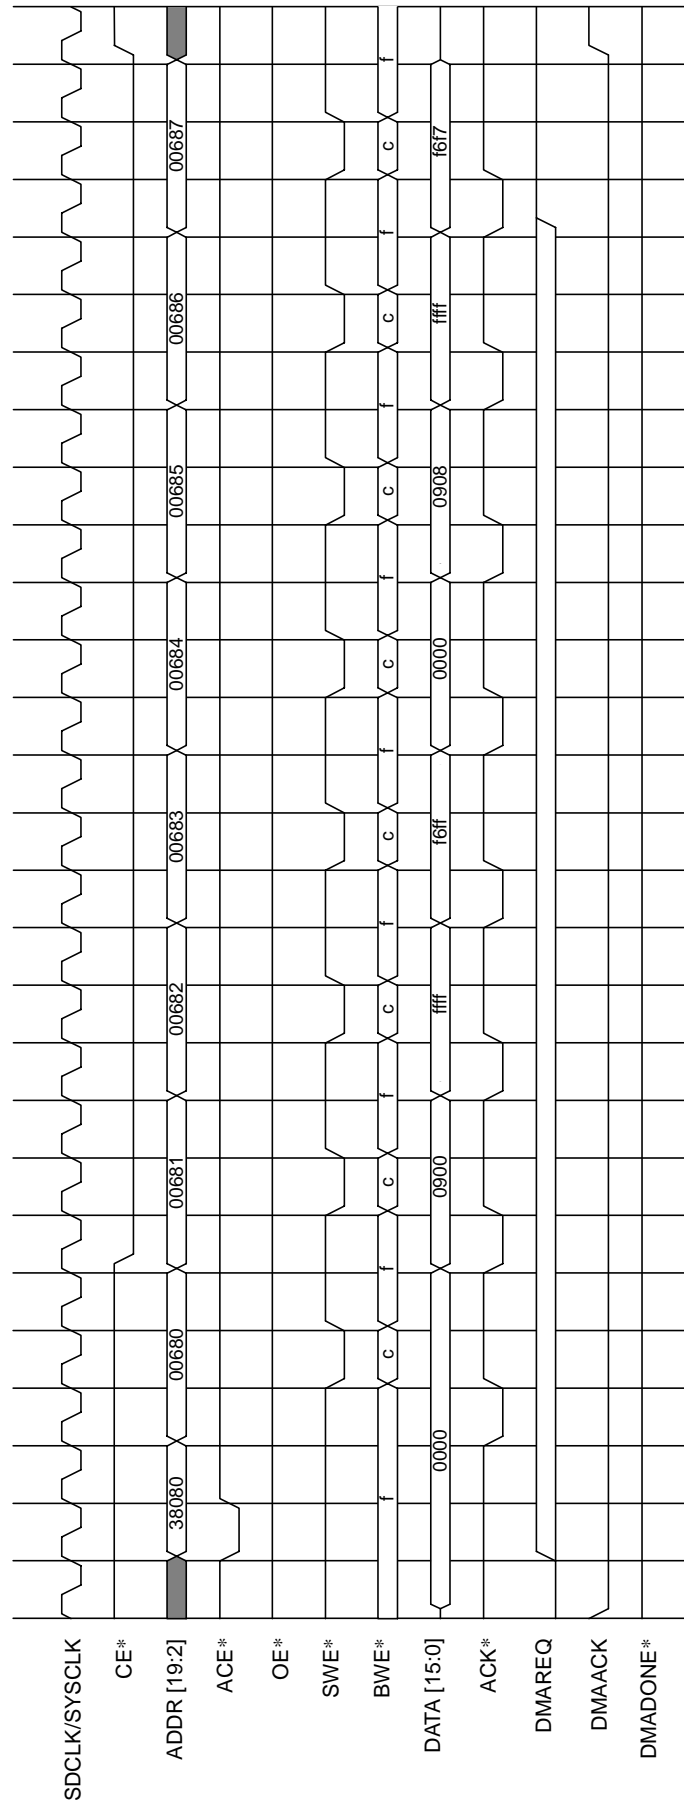 SDCLK/SYSCLK
CE*
ADDR [19:2] 38080 00680 00681 00682 00683 00684 00685 00686 00687
ACE*
OE*
SWE*
BWE* f c f c f c f c f c f c f c f c f
DATA [15:0] 0000 0900 ffff f6ff 0000 0908 ffff f6f7
ACK*
DMAREQ
DMAACK
DMADONE*